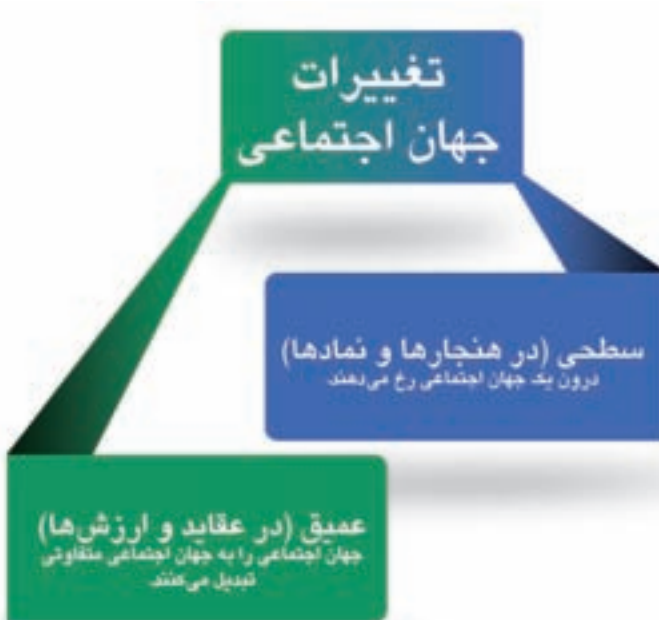 تغییرات
جهان اجتماعی
سطحی (در هنجارها و نمادها)
درون یک جهان اجتماعی رخ می‌دهند.
عمیق (در عقاید و ارزش‌ها)
جهان اجتماعی را به جهان اجتماعی متفاوتی
تبدیل می‌کنند.